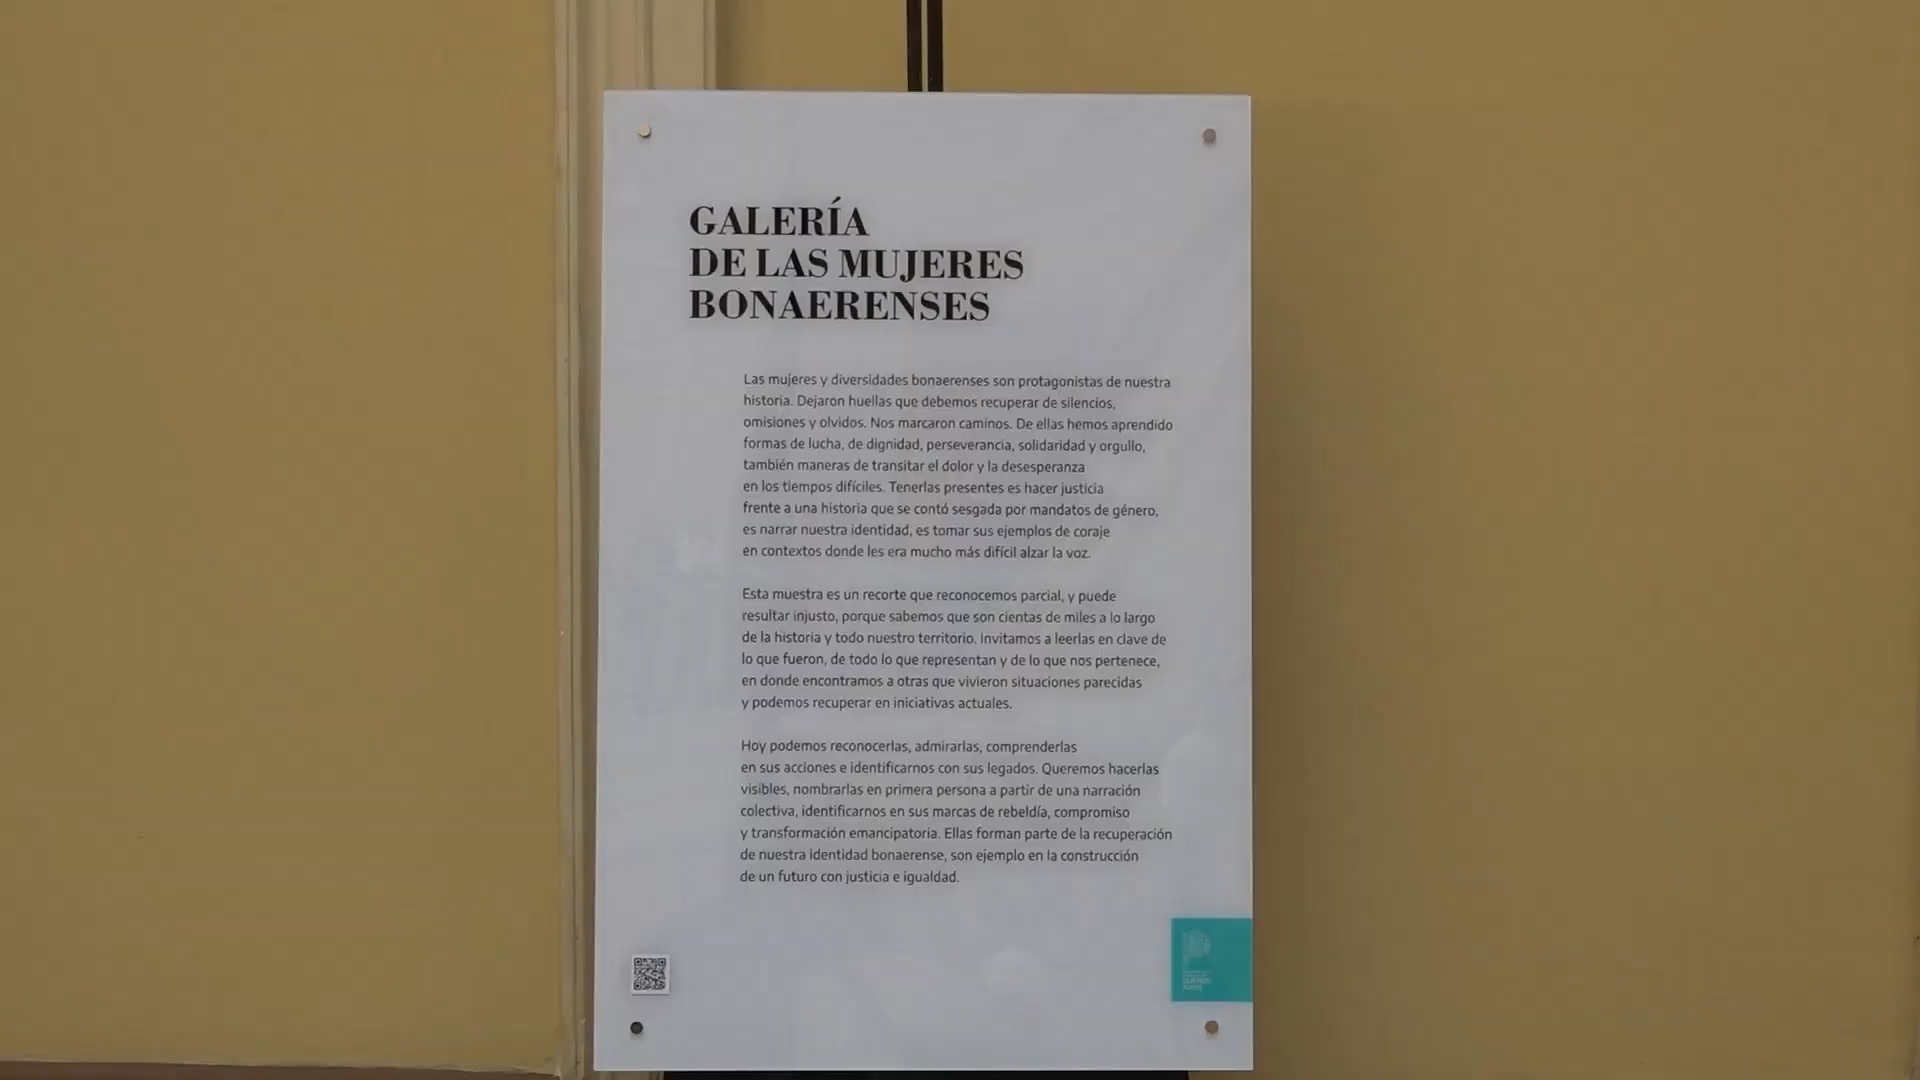 GALERÍA
DE LAS MUJERES
BONAERENSES
Las mujeres y diversidades bonaerenses son protagonistas de nuestra
historia. Dejaron huellas que debemos recuperar de silencios,
omisiones y olvidos. Nos marcaron caminos. De ellas hemos aprendido
formas de lucha, de dignidad, perseverancia, solidaridad y orgullo,
también maneras de transitar el dolor y la desesperanza
en los tiempos difíciles. Tenerlas presentes es hacer justicia
frente a una historia que se contó sesgada por mandatos de género,
es narrar nuestra identidad, es tomar sus ejemplos de coraje
en contextos donde les era mucho más difícil alzar la voz.
Esta muestra es un recorte que reconocemos parcial, y puede
resultar injusto, porque sabemos que son cientas de miles a lo largo
de la historia y todo nuestro territorio. Invitamos a leerlas en clave de
lo que fueron, de todo lo que representan y de lo que nos pertenece,
en donde encontramos a otras que vivieron situaciones parecidas
y podemos recuperar en iniciativas actuales.
Hoy podemos reconocerlas, admirarlas, comprenderlas
en sus acciones e identificarnos con sus legados. Queremos hacerlas
visibles, nombrarlas en primera persona a partir de una narración
colectiva, identificarnos en sus marcas de rebeldía, compromiso
y transformación emancipatoria. Ellas forman parte de la recuperación
de nuestra identidad bonaerense, son ejemplo en la construcción
de un futuro con justicia e igualdad.
BUENOS
AIRES